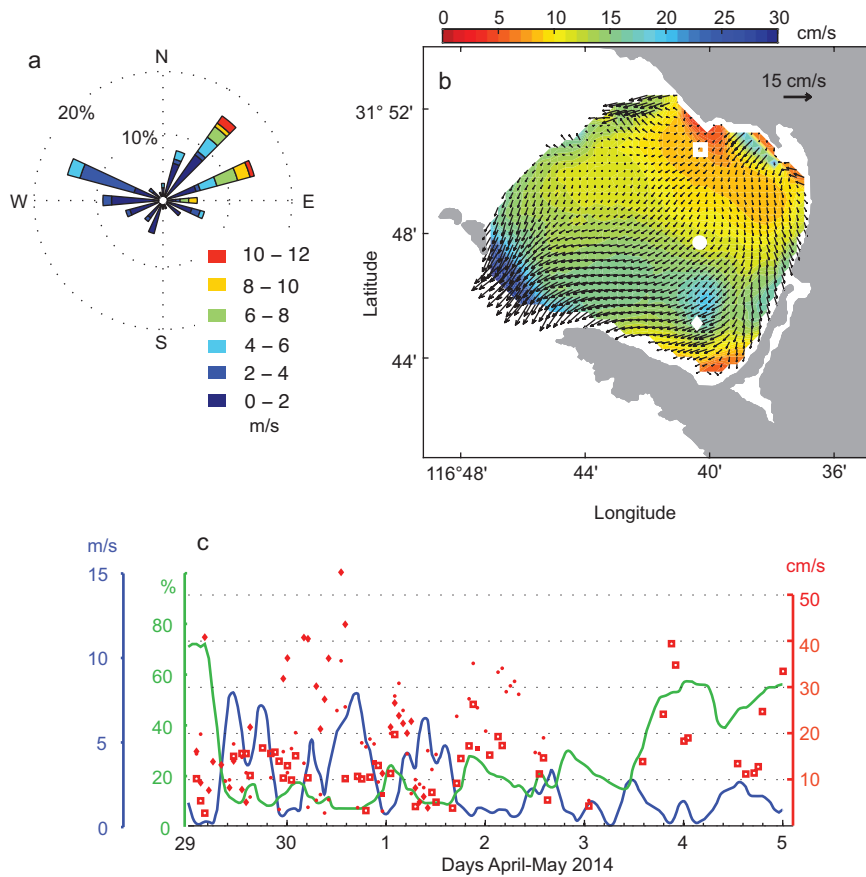 a
N
20%
10%
W
E
S
10 – 12
8 – 10
6 – 8
4 – 6
2 – 4
0 – 2
m/s
0 5 10 15 20 25 30
cm/s
b
15 cm/s
31° 52'
48'
44'
Latitude
116°48' 44' 40' 36'
Longitude
c
m/s
15
10
5
0
%
80
60
40
20
0
cm/s
50
40
30
20
10
29 30 1 2 3 4 5
Days April-May 2014